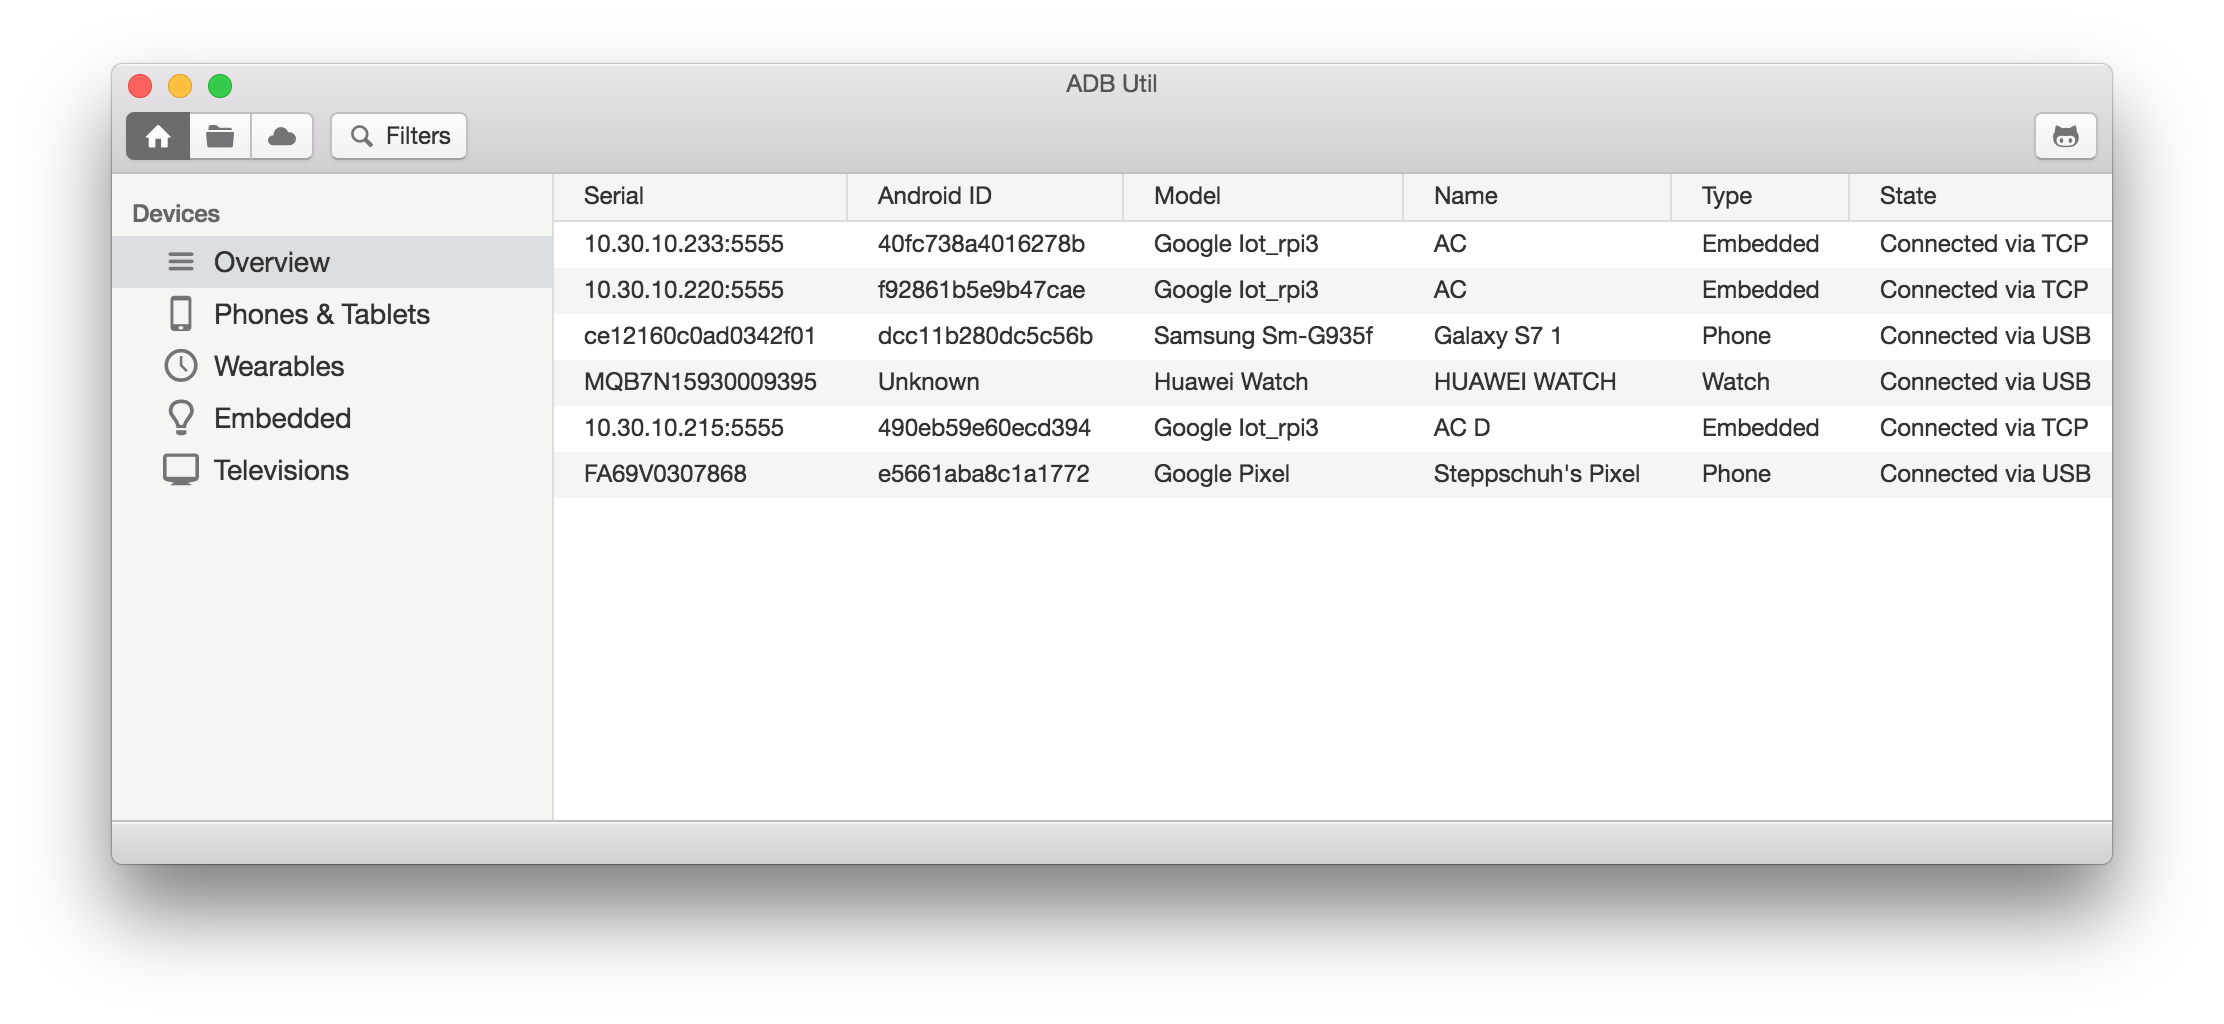 ADB Util
Filters
Devices
Overview
Phones & Tablets
Wearables
Embedded
Televisions
Serial Android ID Model Name Type State
10.30.10.233:5555 40fc738a4016278b Google Iot_rpi3 AC Embedded Connected via TCP
10.30.10.220:5555 f92861b5e9b47cae Google Iot_rpi3 AC Embedded Connected via TCP
ce12160c0ad0342f01 dcc11b280dc5c56b Samsung Sm-G935f Galaxy S7 1 Phone Connected via USB
MQB7N15930009395 Unknown Huawei Watch HUAWEI WATCH Watch Connected via USB
10.30.10.215:5555 490eb59e60ecd394 Google Iot_rpi3 AC D Embedded Connected via TCP
FA69V0307868 e5661aba8c1a1772 Google Pixel Steppschuh's Pixel Phone Connected via USB